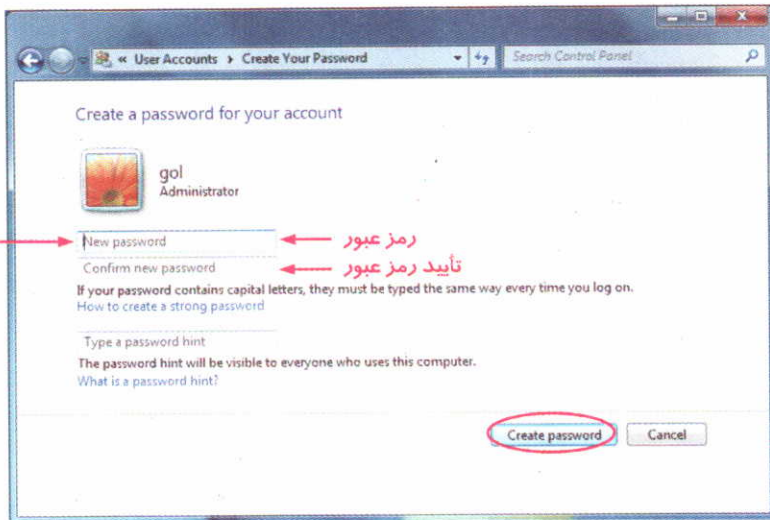 « User Accounts › Create Your Password
Search Control Panel
Create a password for your account
gol
Administrator
New password
رمز عبور
Confirm new password
تأیید رمز عبور
If your password contains capital letters, they must be typed the same way every time you log on.
How to create a strong password
Type a password hint
The password hint will be visible to everyone who uses this computer.
What is a password hint?
Create password
Cancel